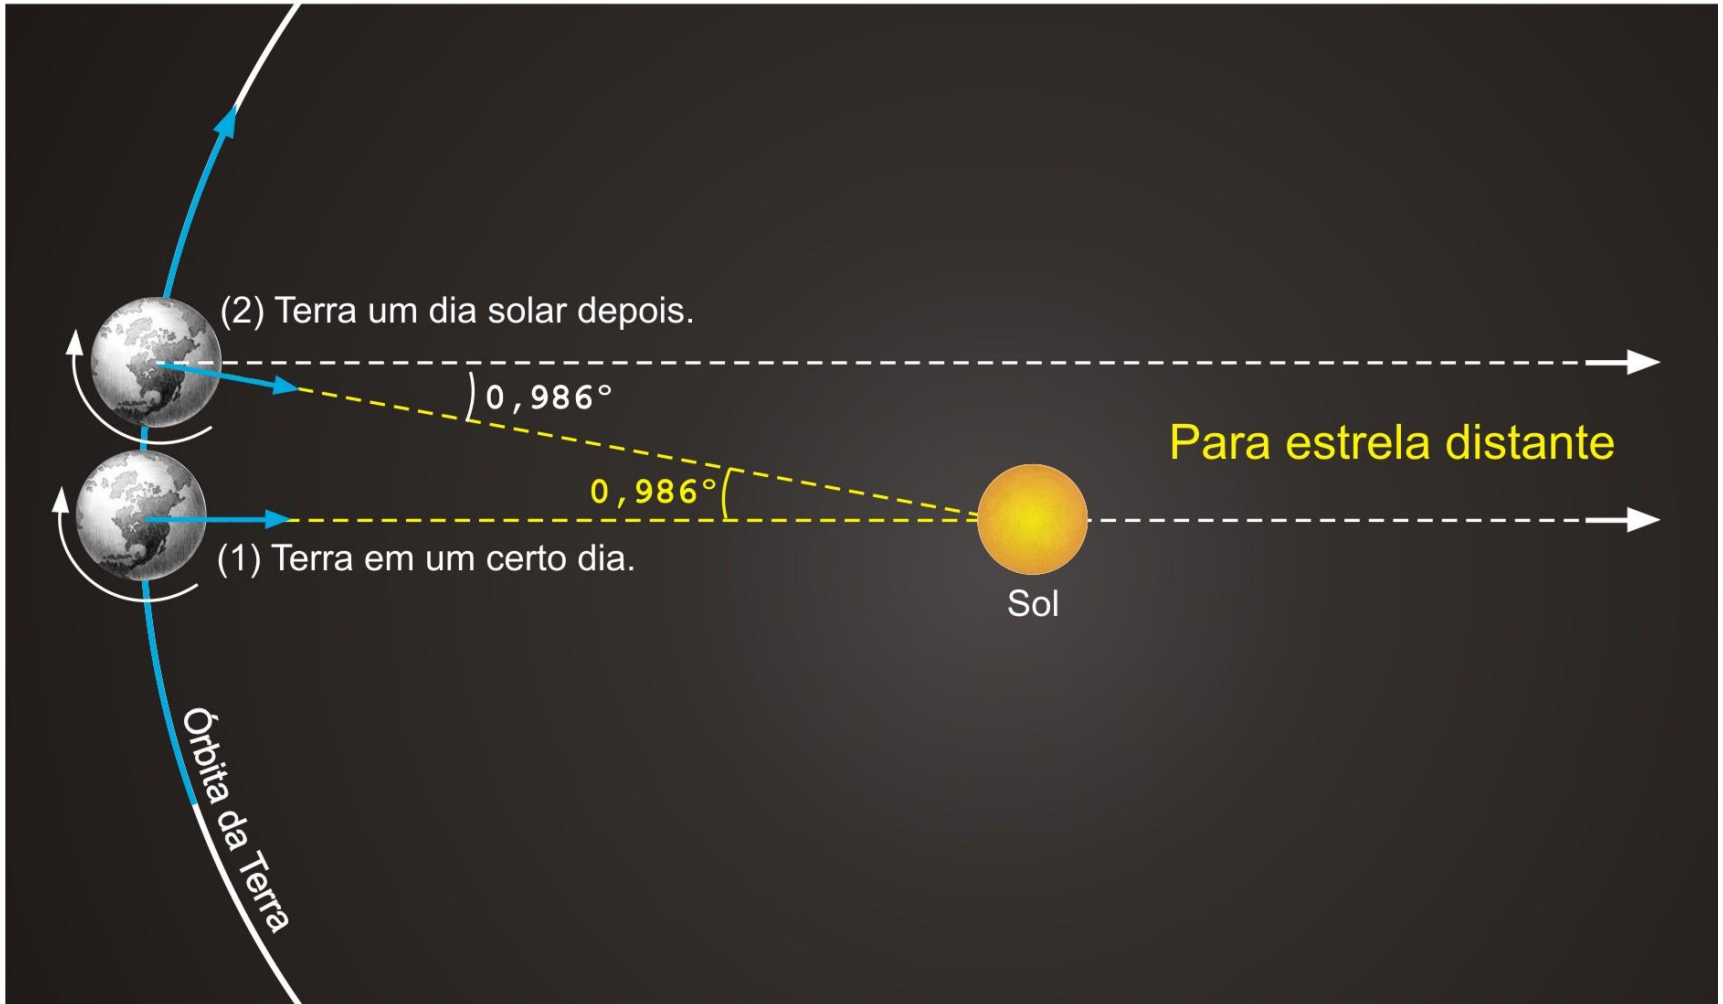 (2) Terra um dia solar depois.
0,986°
Para estrela distante
0,986°
(1) Terra em um certo dia.
Sol
Órbita da Terra